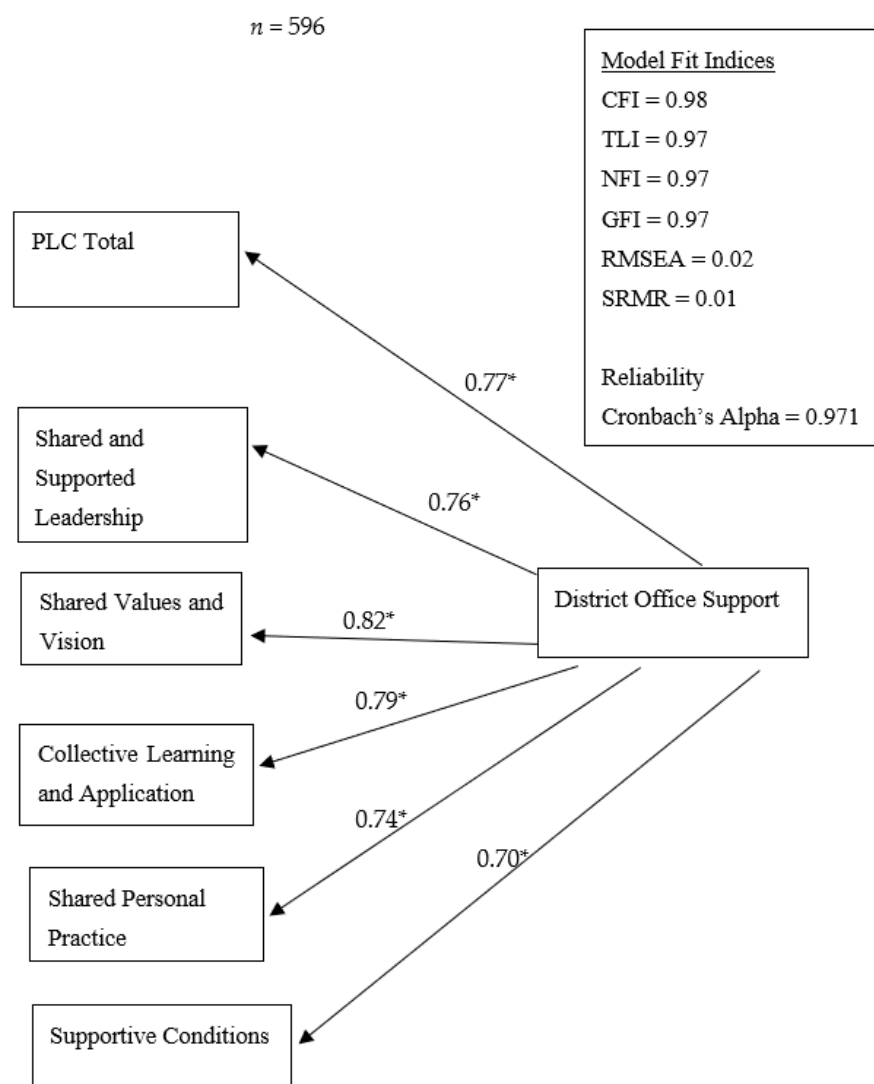 n = 596
Model Fit Indices
CFI = 0.98
TLI = 0.97
NFI = 0.97
GFI = 0.97
RMSEA = 0.02
SRMR = 0.01
Reliability
Cronbach's Alpha = 0.971
PLC Total
0.77*
Shared and
Supported
Leadership
0.76*
Shared Values and
Vision
0.82*
District Office Support
Collective Learning
and Application
0.79*
Shared Personal
Practice
0.74*
0.70*
Supportive Conditions